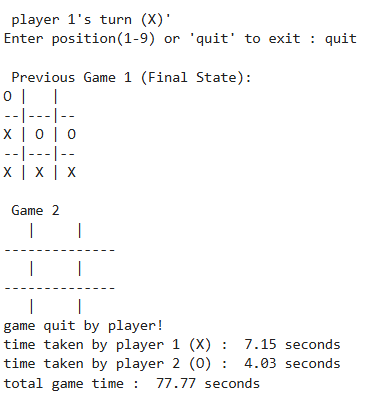 player 1's turn (X)'
Enter position(1-9) or 'quit' to exit : quit
Previous Game 1 (Final State):
O |   |
--|---|--
X | O | O
--|---|--
X | X | X
Game 2
   |     |
--------------
   |     |
--------------
   |     |
game quit by player!
time taken by player 1 (X) :  7.15 seconds
time taken by player 2 (O) :  4.03 seconds
total game time :  77.77 seconds